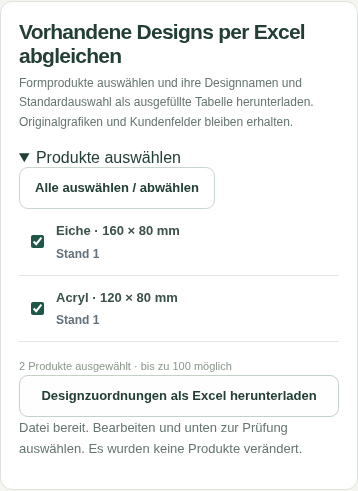 Vorhandene Designs per Excel
abgleichen
Formprodukte auswählen und ihre Designnamen und
Standardauswahl als ausgefüllte Tabelle herunterladen.
Originalgrafiken und Kundenfelder bleiben erhalten.
▼ Produkte auswählen
Alle auswählen / abwählen
Eiche · 160 × 80 mm
Stand 1
Acryl · 120 × 80 mm
Stand 1
2 Produkte ausgewählt · bis zu 100 möglich
Designzuordnungen als Excel herunterladen
Datei bereit. Bearbeiten und unten zur Prüfung
auswählen. Es wurden keine Produkte verändert.